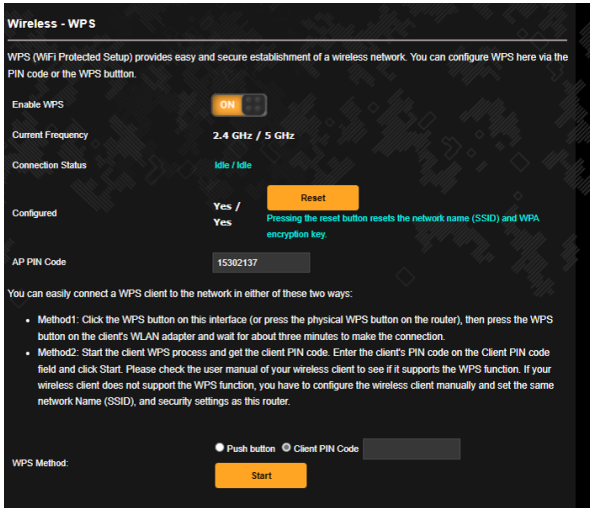 Wireless - WPS
WPS (WiFi Protected Setup) provides easy and secure establishment of a wireless network. You can configure WPS here via the
PIN code or the WPS buttton.
Enable WPS ON
Current Frequency 2.4 GHz / 5 GHz
Connection Status Idle / Idle
Configured Yes / Yes
Reset
Pressing the reset button resets the network name (SSID) and WPA
encryption key.
AP PIN Code 15302137
You can easily connect a WPS client to the network in either of these two ways:
• Method1: Click the WPS button on this interface (or press the physical WPS button on the router), then press the WPS
button on the client's WLAN adapter and wait for about three minutes to make the connection.
• Method2: Start the client WPS process and get the client PIN code. Enter the client's PIN code on the Client PIN code
field and click Start. Please check the user manual of your wireless client to see if it supports the WPS function. If your
wireless client does not support the WPS function, you have to configure the wireless client manually and set the same
network Name (SSID), and security settings as this router.
WPS Method: Push button Client PIN Code
Start